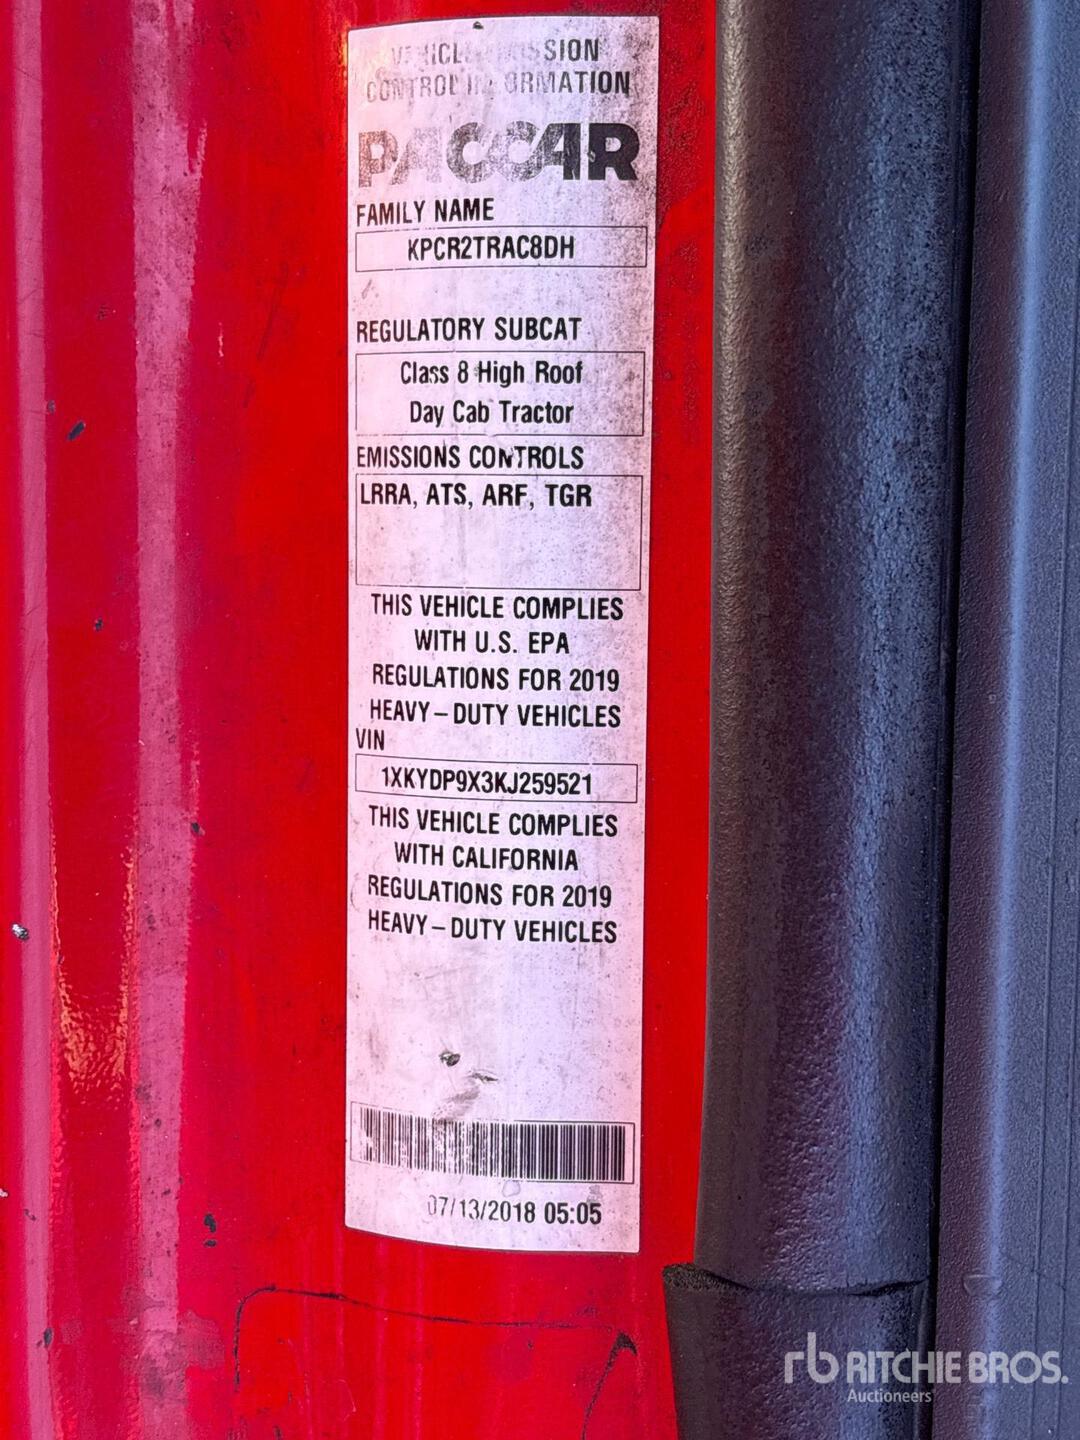 VEHICLE EMISSION
CONTROL INFORMATION
PACCAR
FAMILY NAME
KPCR2TRAC8DH
REGULATORY SUBCAT
Class 8 High Roof
Day Cab Tractor
EMISSIONS CONTROLS
LRRA, ATS, ARF, TGR
THIS VEHICLE COMPLIES
WITH U.S. EPA
REGULATIONS FOR 2019
HEAVY-DUTY VEHICLES
VIN
1XKYDP9X3KJ259521
THIS VEHICLE COMPLIES
WITH CALIFORNIA
REGULATIONS FOR 2019
HEAVY-DUTY VEHICLES
07/13/2018 05:05
rb RITCHIE BROS.
Auctioneers